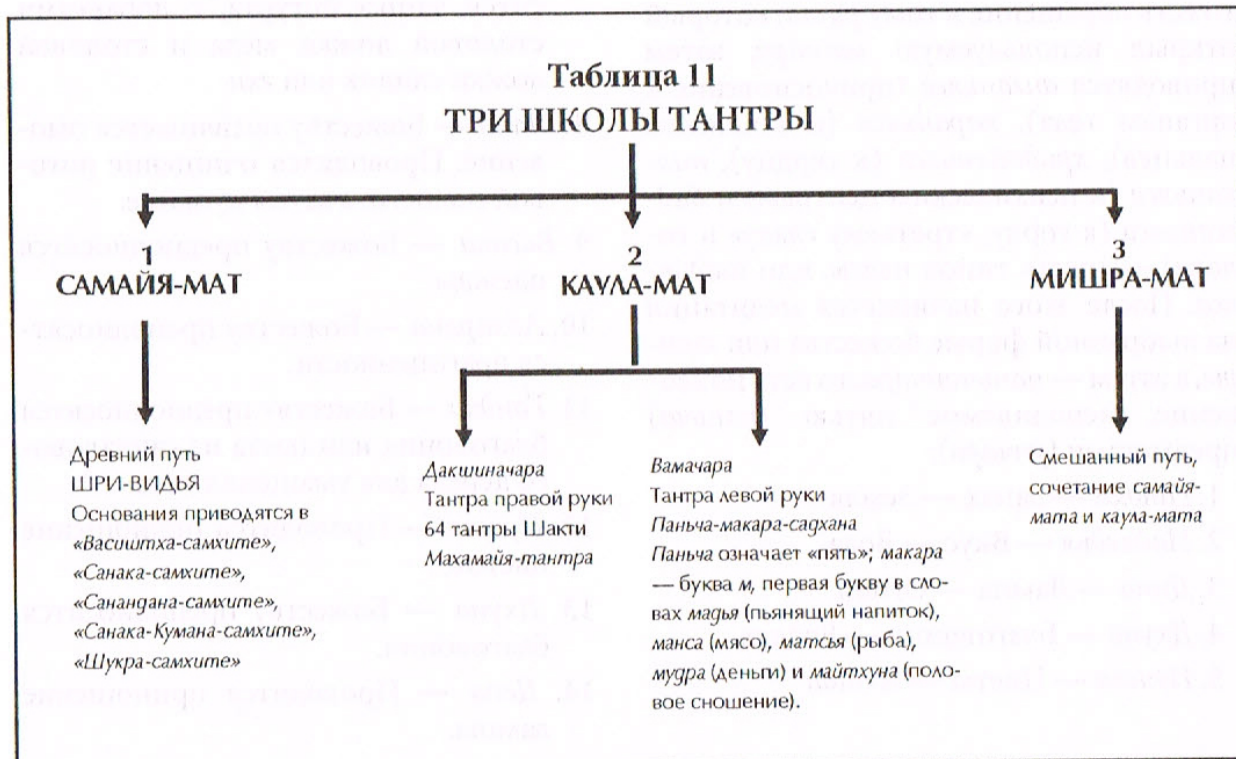 Таблица 11
ТРИ ШКОЛЫ ТАНТРЫ
1
САМАЙЯ-МАТ
2
КАУЛА-МАТ
3
МИШРА-МАТ
Древний путь
ШРИ-ВИДЬЯ
Основания приводятся в
«Васиштха-самхите»,
«Санака-самхите»,
«Санандана-самхите»,
«Санака-Кумана-самхите»,
«Шукра-самхите»
Дакшиначара
Тантра правой руки
64 тантры Шакти
Махамайя-тантра
Вамачара
Тантра левой руки
Паньча-макара-садхана
Паньча означает «пять»; макара
— буква м, первая букву в сло-
вах мадья (пьянящий напиток),
манса (мясо), матсья (рыба),
мудра (деньги) и майтхуна (поло-
вое сношение).
Смешанный путь,
сочетание самайя-
мата и каула-мата